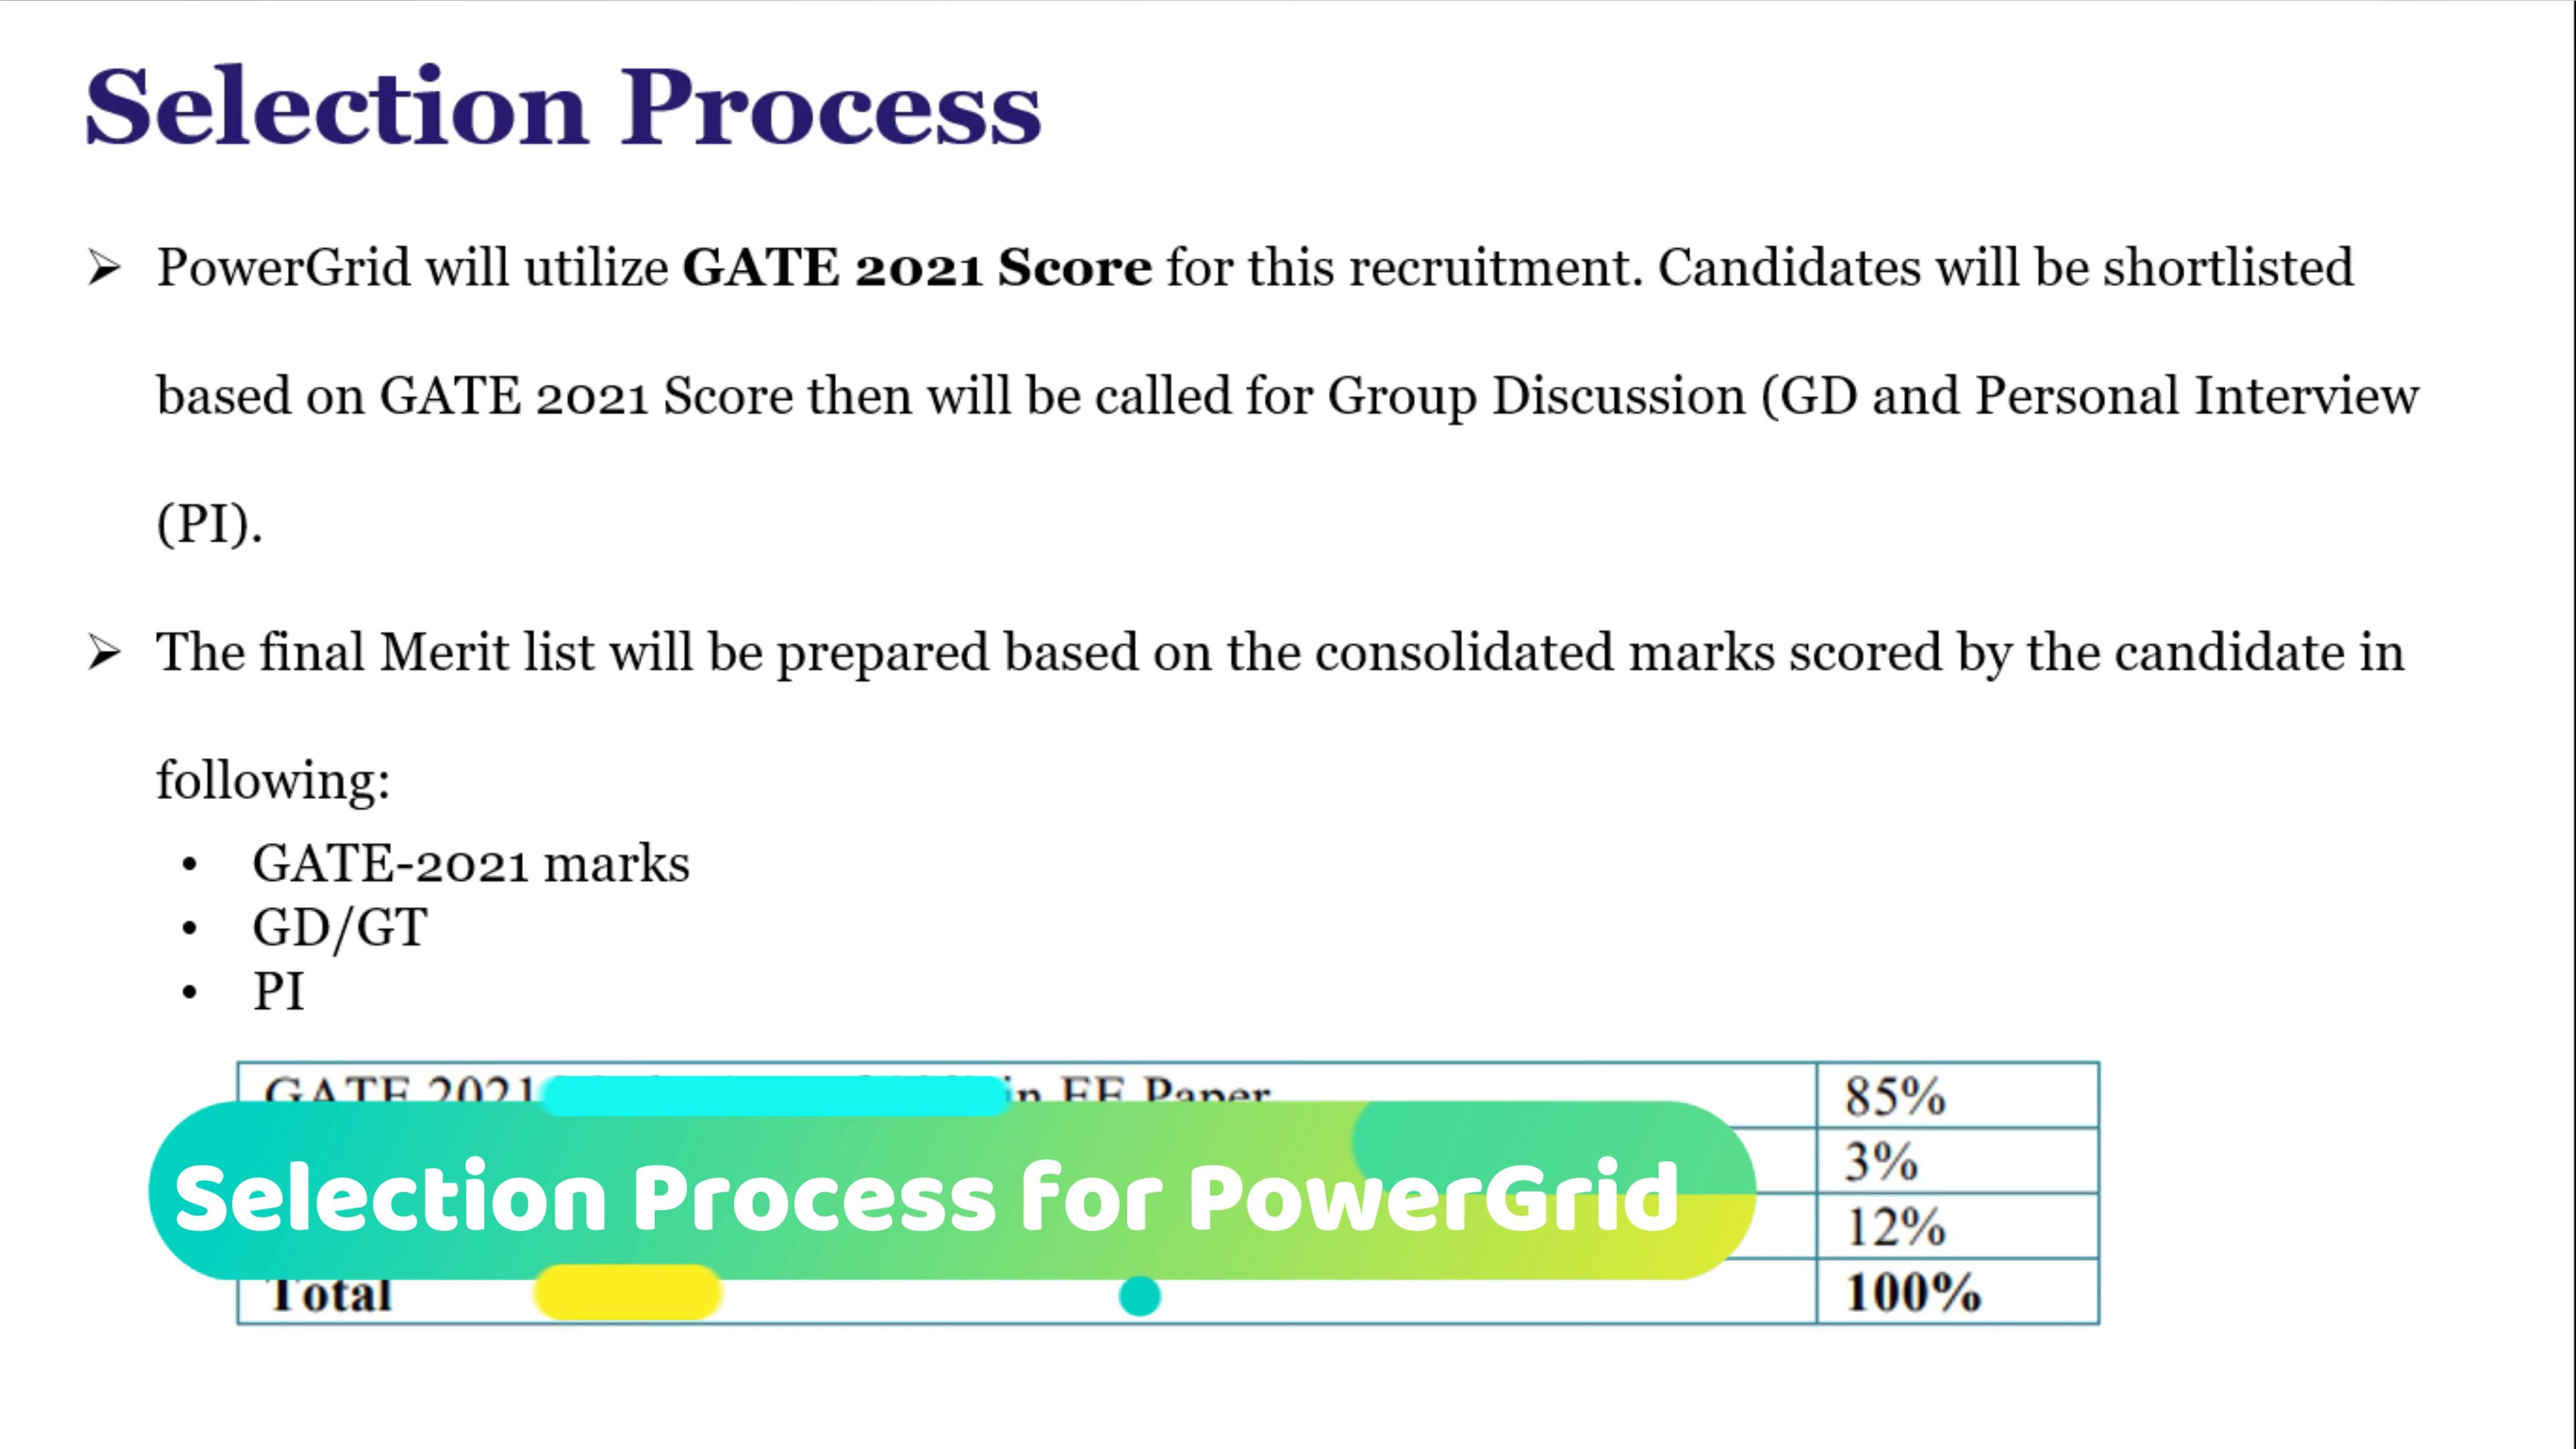 Selection Process
➢ PowerGrid will utilize GATE 2021 Score for this recruitment. Candidates will be shortlisted
based on GATE 2021 Score then will be called for Group Discussion (GD and Personal Interview
(PI).
➢ The final Merit list will be prepared based on the consolidated marks scored by the candidate in
following:
• GATE-2021 marks
• GD/GT
• PI
GATE 2021 in EE Paper 85%
3%
Selection Process for PowerGrid
12%
Total 100%